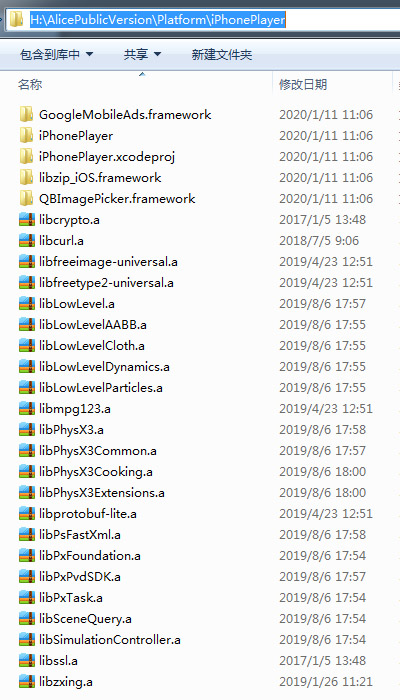 H:\AlicePublicVersion\Platform\iPhonePlayer
包含到库中 共享 新建文件夹
名称 修改日期
GoogleMobileAds.framework 2020/1/11 11:06
iPhonePlayer 2020/1/11 11:06
iPhonePlayer.xcodeproj 2020/1/11 11:06
libzip_iOS.framework 2020/1/11 11:06
QBImagePicker.framework 2020/1/11 11:06
libcrypto.a 2017/1/5 13:48
libcurl.a 2018/7/5 9:06
libfreeimage-universal.a 2019/4/23 12:51
libfreetype2-universal.a 2019/4/23 12:51
libLowLevel.a 2019/8/6 17:57
libLowLevelAABB.a 2019/8/6 17:55
libLowLevelCloth.a 2019/8/6 17:55
libLowLevelDynamics.a 2019/8/6 17:55
libLowLevelParticles.a 2019/8/6 17:55
libmpg123.a 2019/4/23 12:51
libPhysX3.a 2019/8/6 17:58
libPhysX3Common.a 2019/8/6 17:57
libPhysX3Cooking.a 2019/8/6 18:00
libPhysX3Extensions.a 2019/8/6 18:00
libprotobuf-lite.a 2019/4/23 12:51
libPsFastXml.a 2019/8/6 17:58
libPxFoundation.a 2019/8/6 17:54
libPxPvdSDK.a 2019/8/6 17:57
libPxTask.a 2019/8/6 17:54
libSceneQuery.a 2019/8/6 17:54
libSimulationController.a 2019/8/6 17:54
libssl.a 2017/1/5 13:48
libzxing.a 2019/1/26 11:21